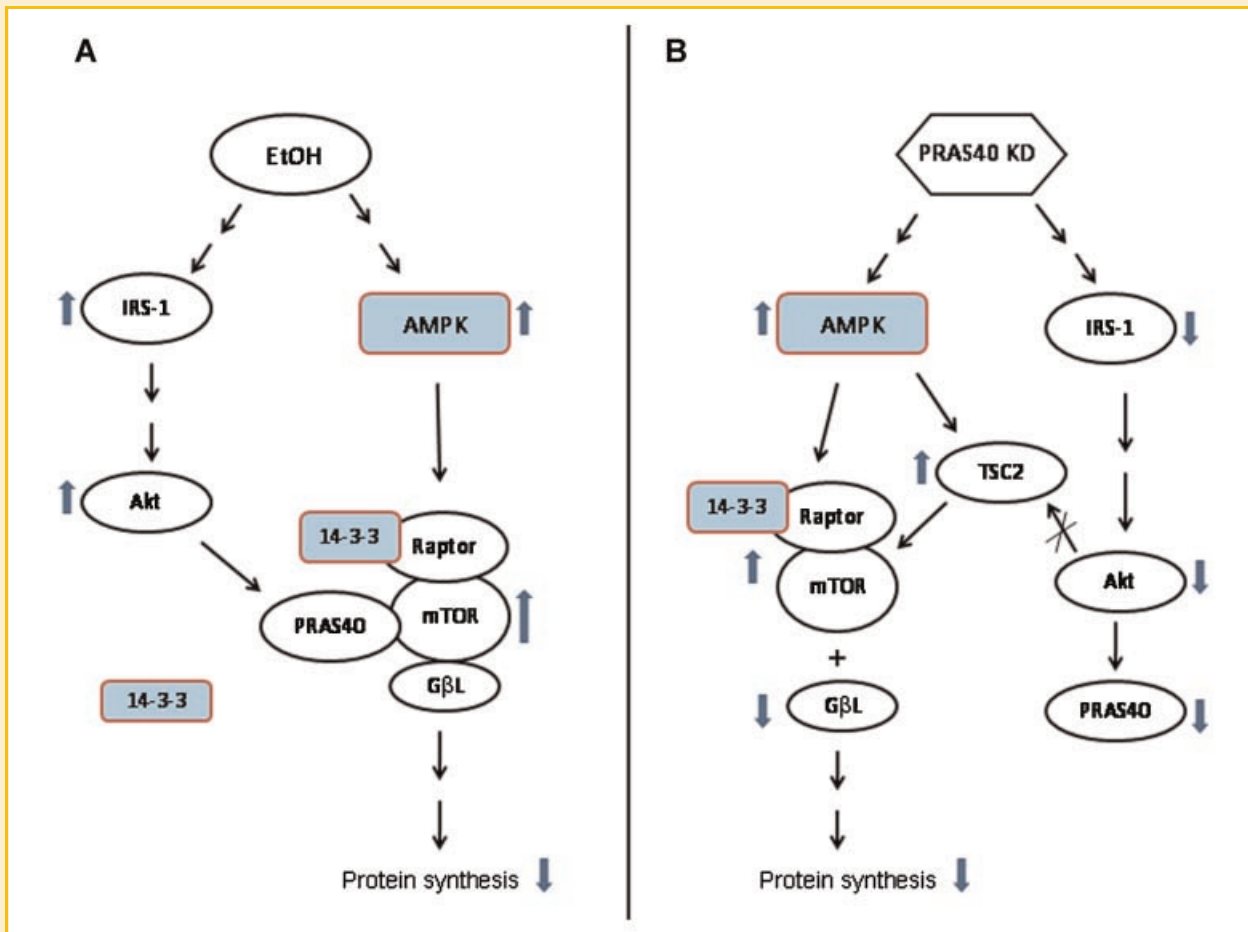 A
EtOH
IRS-1
AMPK
Akt
14-3-3
Raptor
PRAS40
mTOR
GβL
14-3-3
Protein synthesis
B
PRAS40 KD
AMPK
IRS-1
TSC2
14-3-3
Raptor
mTOR
Akt
+
GβL
PRAS40
Protein synthesis